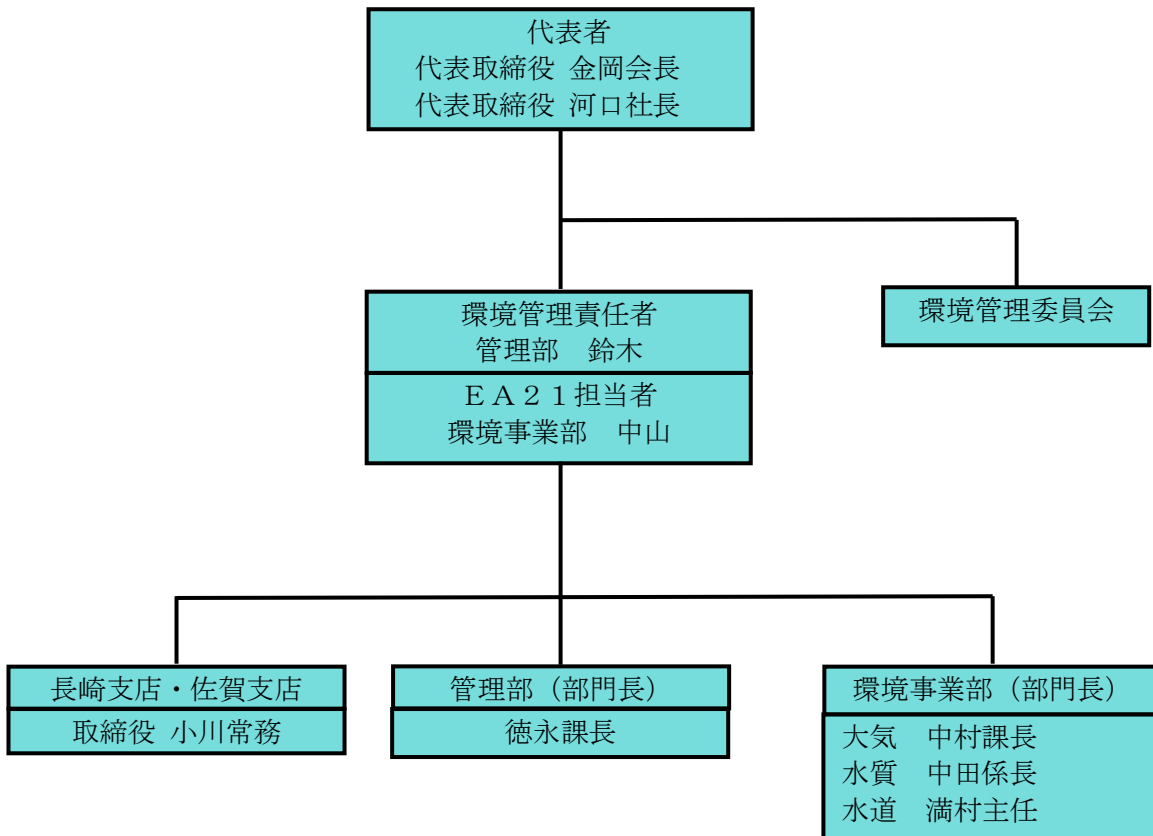 代表者
代表取締役 金岡会長
代表取締役 河口社長
環境管理委員会
環境管理責任者
管理部　鈴木
ＥＡ２１担当者
環境事業部　中山
長崎支店・佐賀支店
取締役 小川常務
管理部（部門長）
徳永課長
環境事業部（部門長）
大気　中村課長
水質　中田係長
水道　満村主任